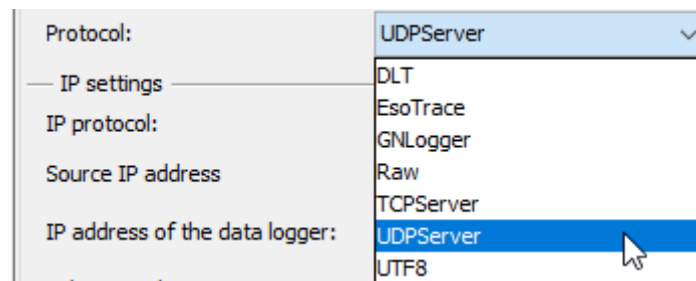 Protocol: UDPServer
DLT
IP settings
EsoTrace
IP protocol:
GNLogger
Source IP address
Raw
TCPServer
IP address of the data logger:
UDPServer
UTF8